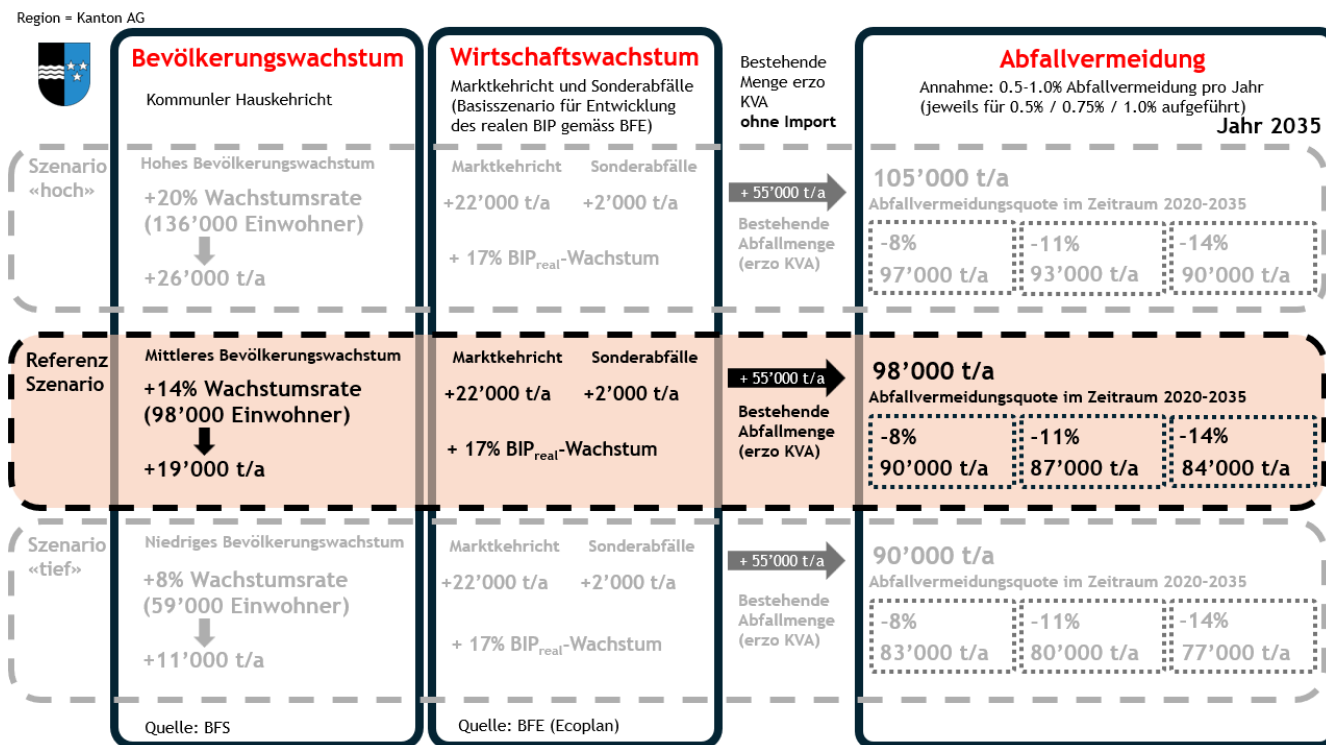 Region = Kanton AG
Bevölkerungswachstum
Kommunler Hauskehricht
Wirtschaftswachstum
Marktkehricht und Sonderabfälle
(Basisszenario für Entwicklung
des realen BIP gemäss BFE)
Bestehende
Menge erzo
KVA
ohne Import
Abfallvermeidung
Annahme: 0.5-1.0% Abfallvermeidung pro Jahr
(jeweils für 0.5% / 0.75% / 1.0% aufgeführt)
Jahr 2035
Szenario
«hoch»
Hohes Bevölkerungswachstum
+20% Wachstumsrate
(136’000 Einwohner)
+26’000 t/a
Marktkehricht
+22’000 t/a
Sonderabfälle
+2’000 t/a
+ 17% BIPreal-Wachstum
+ 55’000 t/a
Bestehende
Abfallmenge
(erzo KVA)
105’000 t/a
Abfallvermeidungsquote im Zeitraum 2020-2035
-8%
97’000 t/a
-11%
93’000 t/a
-14%
90’000 t/a
Referenz
Szenario
Mittleres Bevölkerungswachstum
+14% Wachstumsrate
(98’000 Einwohner)
+19’000 t/a
Marktkehricht
+22’000 t/a
Sonderabfälle
+2’000 t/a
+ 17% BIPreal-Wachstum
+ 55’000 t/a
Bestehende
Abfallmenge
(erzo KVA)
98’000 t/a
Abfallvermeidungsquote im Zeitraum 2020-2035
-8%
90’000 t/a
-11%
87’000 t/a
-14%
84’000 t/a
Szenario
«tief»
Niedriges Bevölkerungswachstum
+8% Wachstumsrate
(59’000 Einwohner)
+11’000 t/a
Marktkehricht
+22’000 t/a
Sonderabfälle
+2’000 t/a
+ 17% BIPreal-Wachstum
+ 55’000 t/a
Bestehende
Abfallmenge
(erzo KVA)
90’000 t/a
Abfallvermeidungsquote im Zeitraum 2020-2035
-8%
83’000 t/a
-11%
80’000 t/a
-14%
77’000 t/a
Quelle: BFS
Quelle: BFE (Ecoplan)